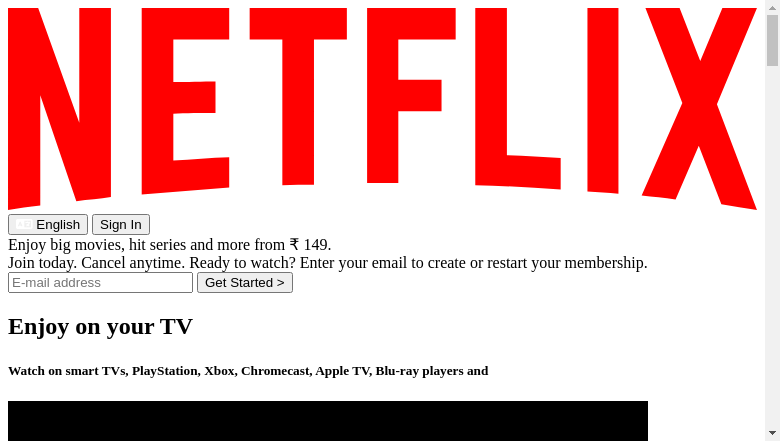 NETFLIX
English Sign In
Enjoy big movies, hit series and more from ₹ 149.
Join today. Cancel anytime. Ready to watch? Enter your email to create or restart your membership.
E-mail address Get Started >
Enjoy on your TV
Watch on smart TVs, PlayStation, Xbox, Chromecast, Apple TV, Blu-ray players and